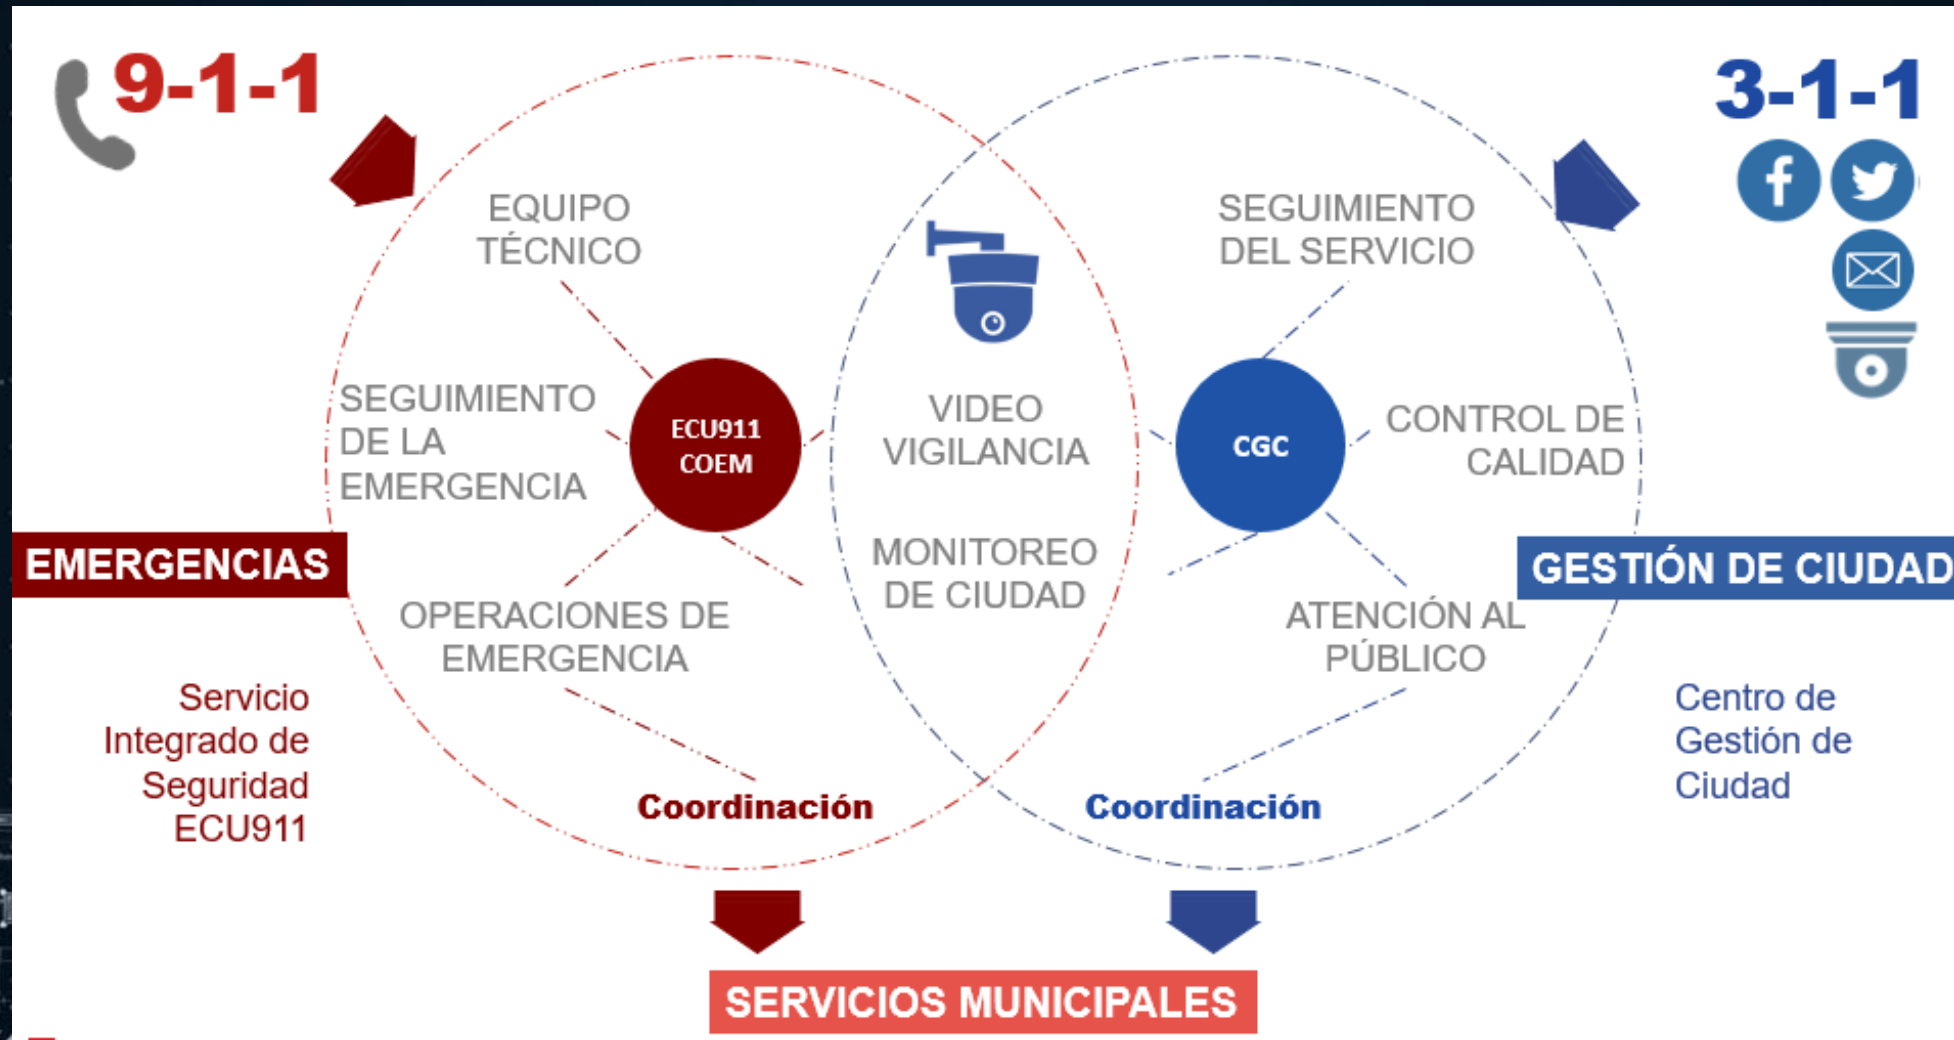 9-1-1
3-1-1
EQUIPO
TÉCNICO
SEGUIMIENTO
DEL SERVICIO
SEGUIMIENTO
DE LA
EMERGENCIA
ECU911
COEM
VIDEO
VIGILANCIA
CGC
CONTROL DE
CALIDAD
EMERGENCIAS
MONITOREO
DE CIUDAD
GESTIÓN DE CIUDAD
OPERACIONES DE
EMERGENCIA
ATENCIÓN AL
PÚBLICO
Servicio
Integrado de
Seguridad
ECU911
Centro de
Gestión de
Ciudad
Coordinación
Coordinación
SERVICIOS MUNICIPALES